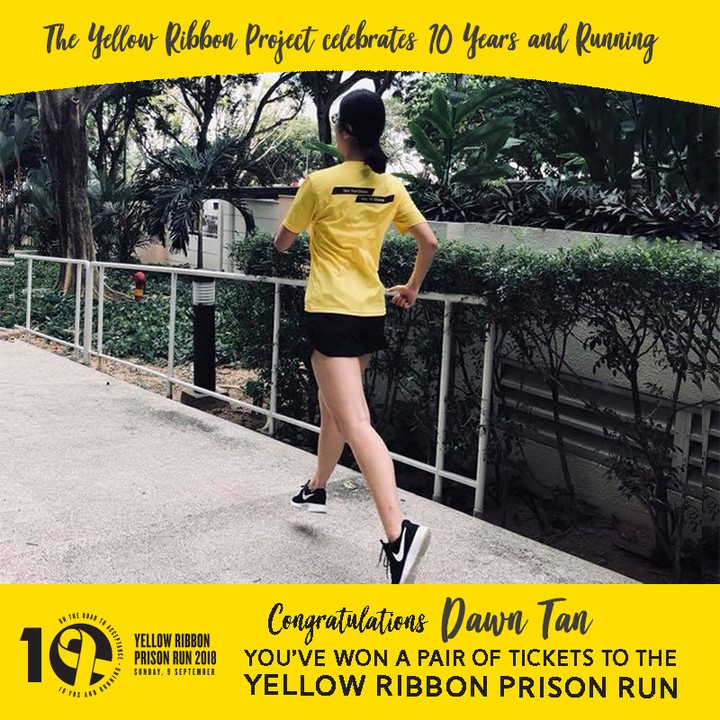 The Yellow Ribbon Project celebrates 10 Years and Running
Congratulations Dawn Tan
YOU'VE WON A PAIR OF TICKETS TO THE
YELLOW RIBBON PRISON RUN
10
ON THE ROAD TO ACCEPTANCE
10 YRS AND RUNNING
YELLOW RIBBON
PRISON RUN 2018
SUNDAY, 9 SEPTEMBER